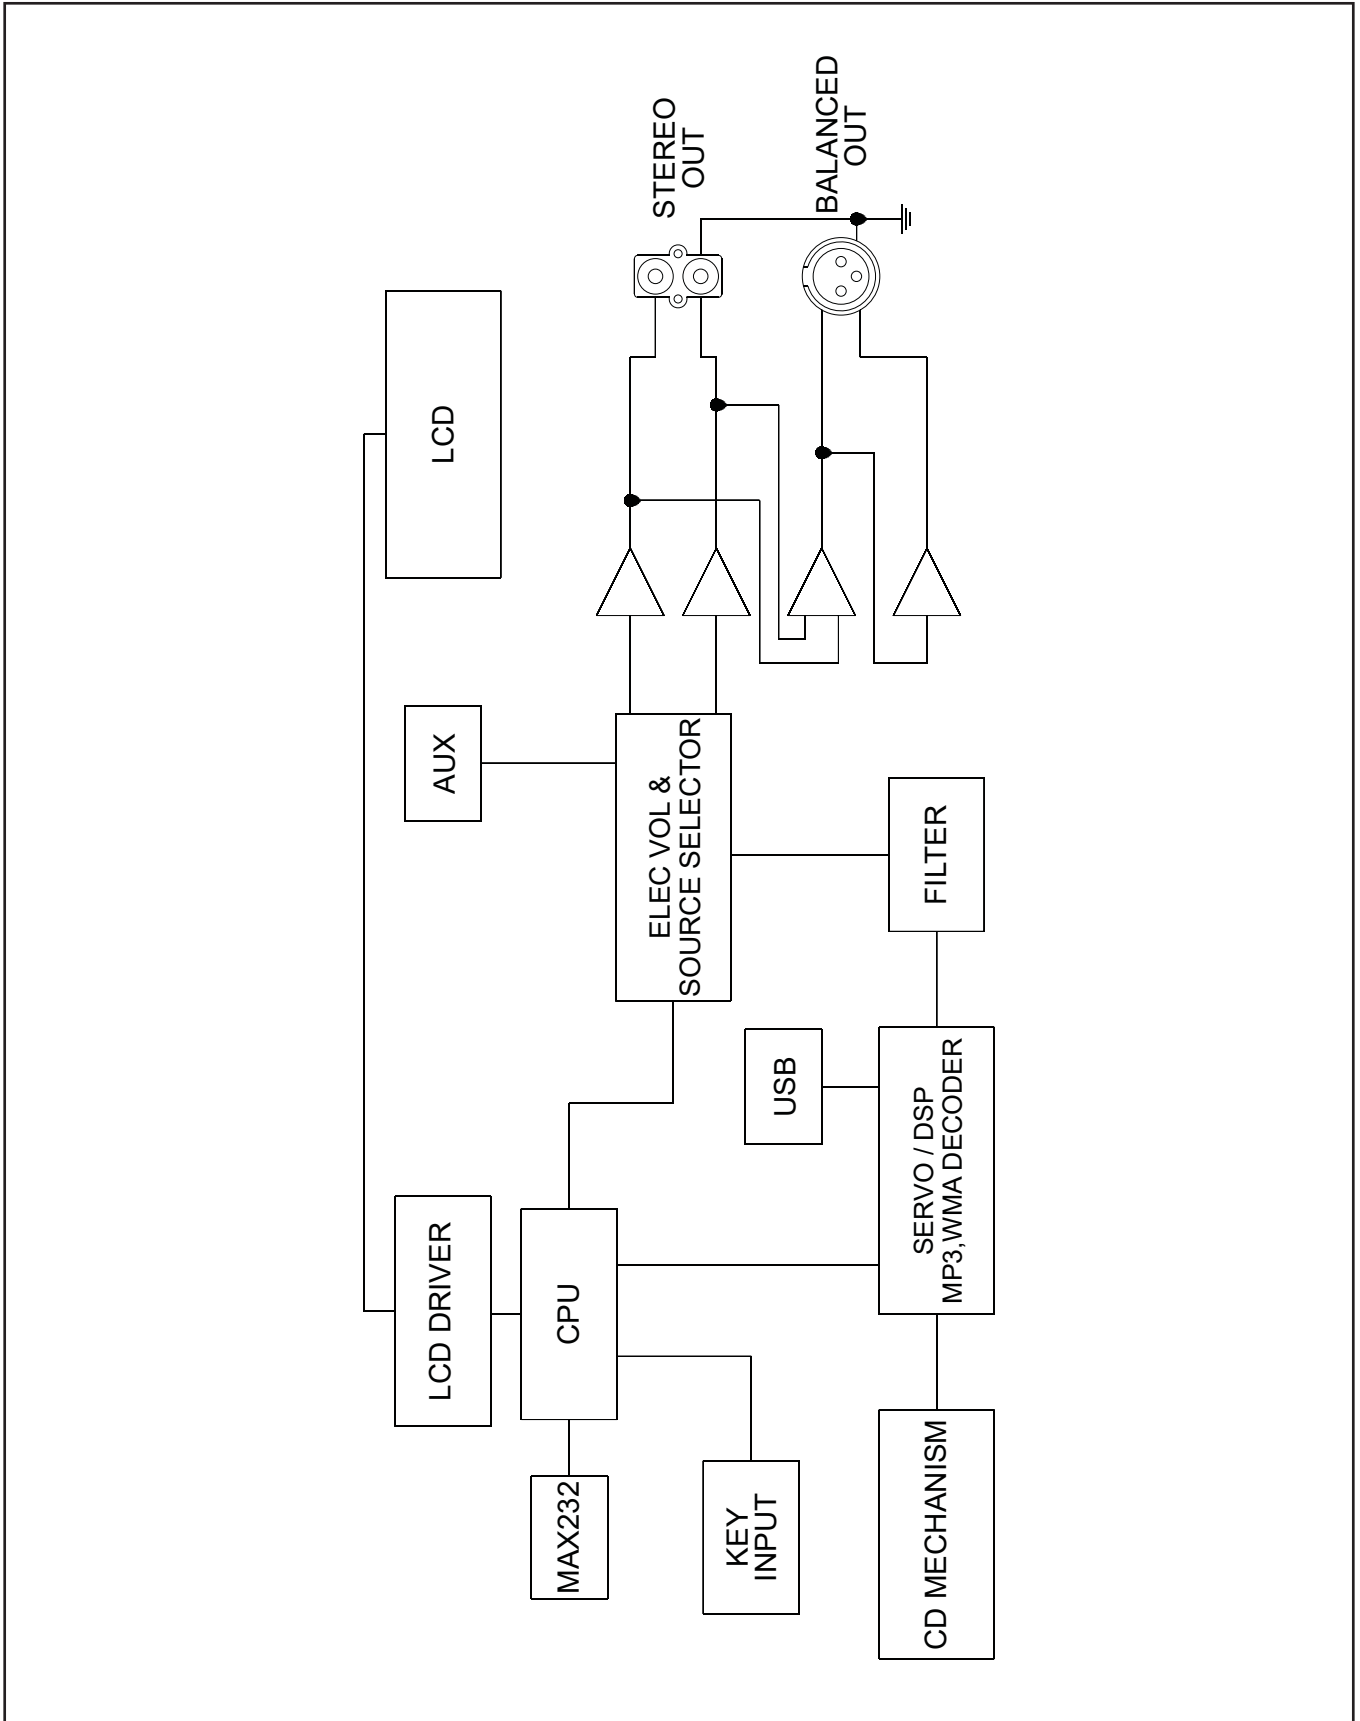 LCD
STEREO
OUT
BALANCED
OUT
AUX
ELEC VOL &
SOURCE SELECTOR
FILTER
USB
SERVO / DSP
MP3,WMA DECODER
LCD DRIVER
CPU
MAX232
KEY
INPUT
CD MECHANISM